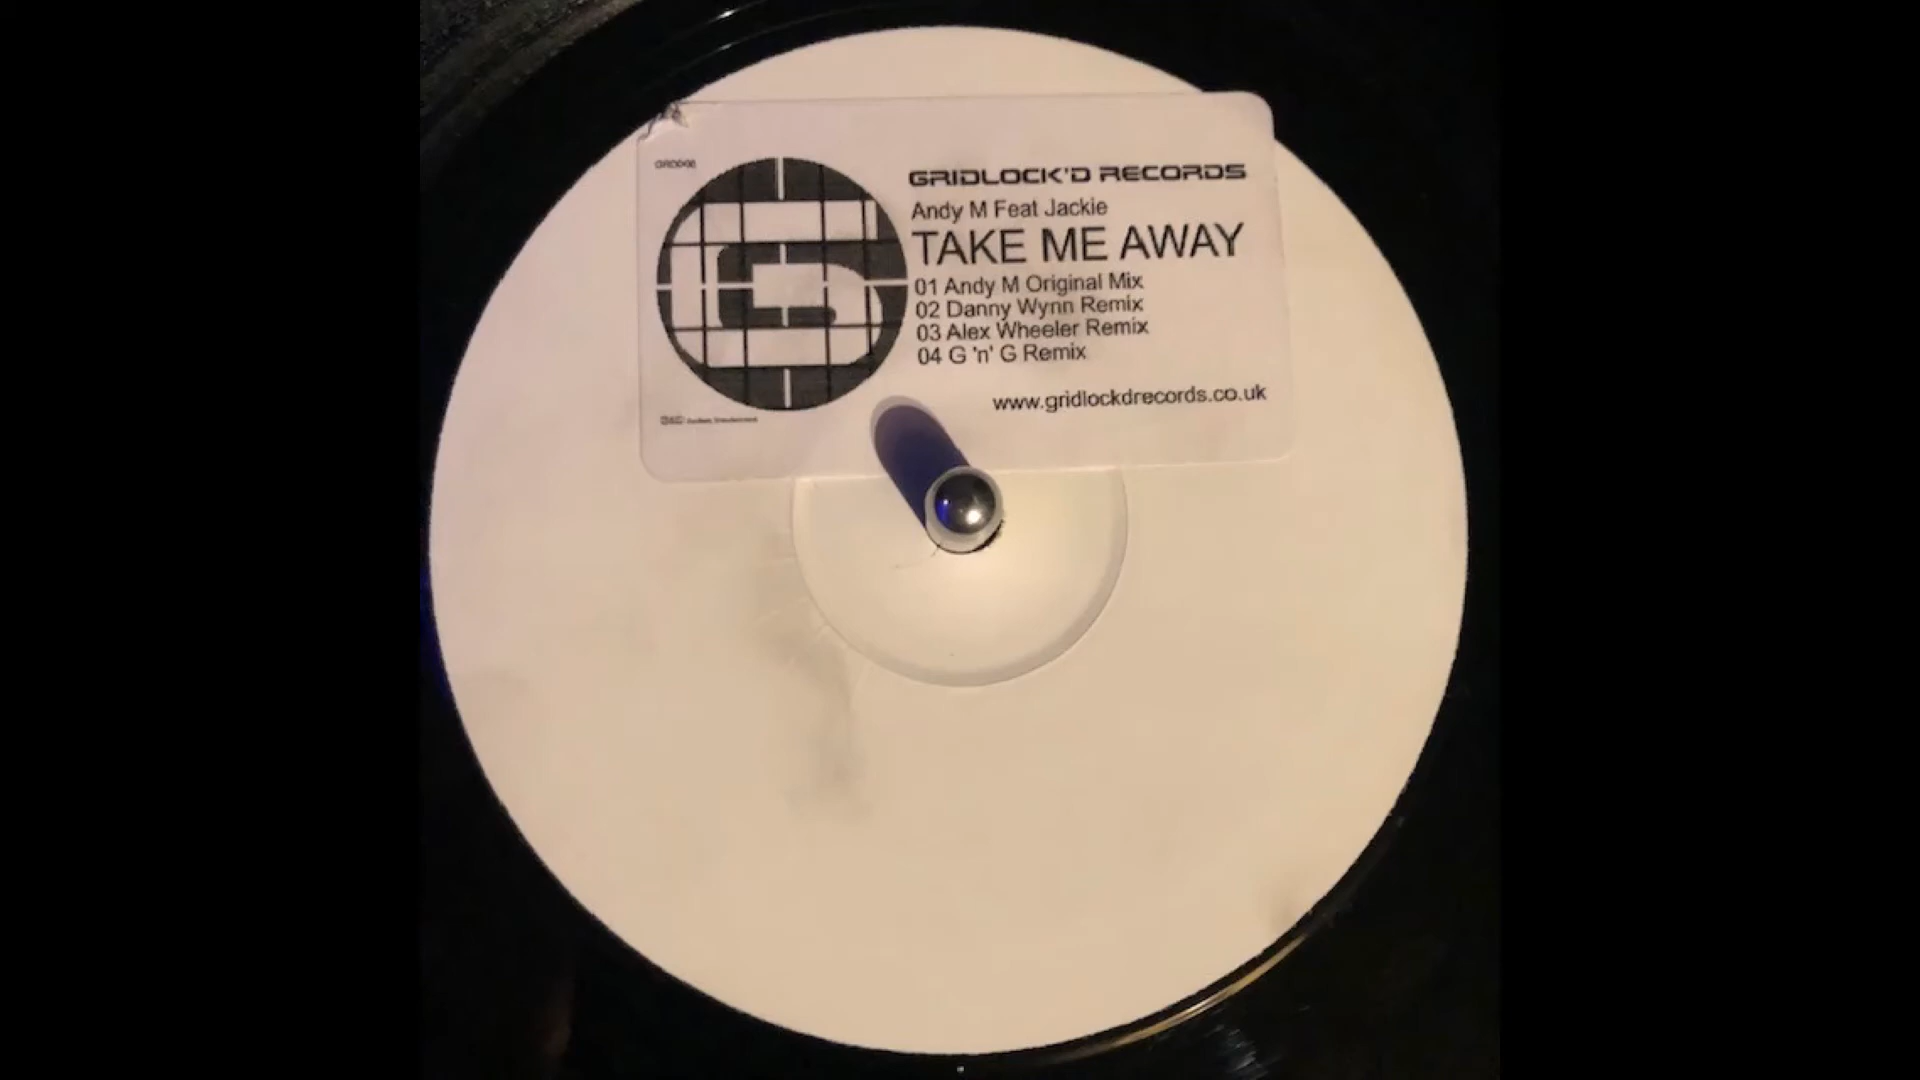 GRIDLOCK'D RECORDS
Andy M Feat Jackie
TAKE ME AWAY
01 Andy M Original Mix
02 Danny Wynn Remix
03 Alex Wheeler Remix
04 G 'n' G Remix
www.gridlockdrecords.co.uk